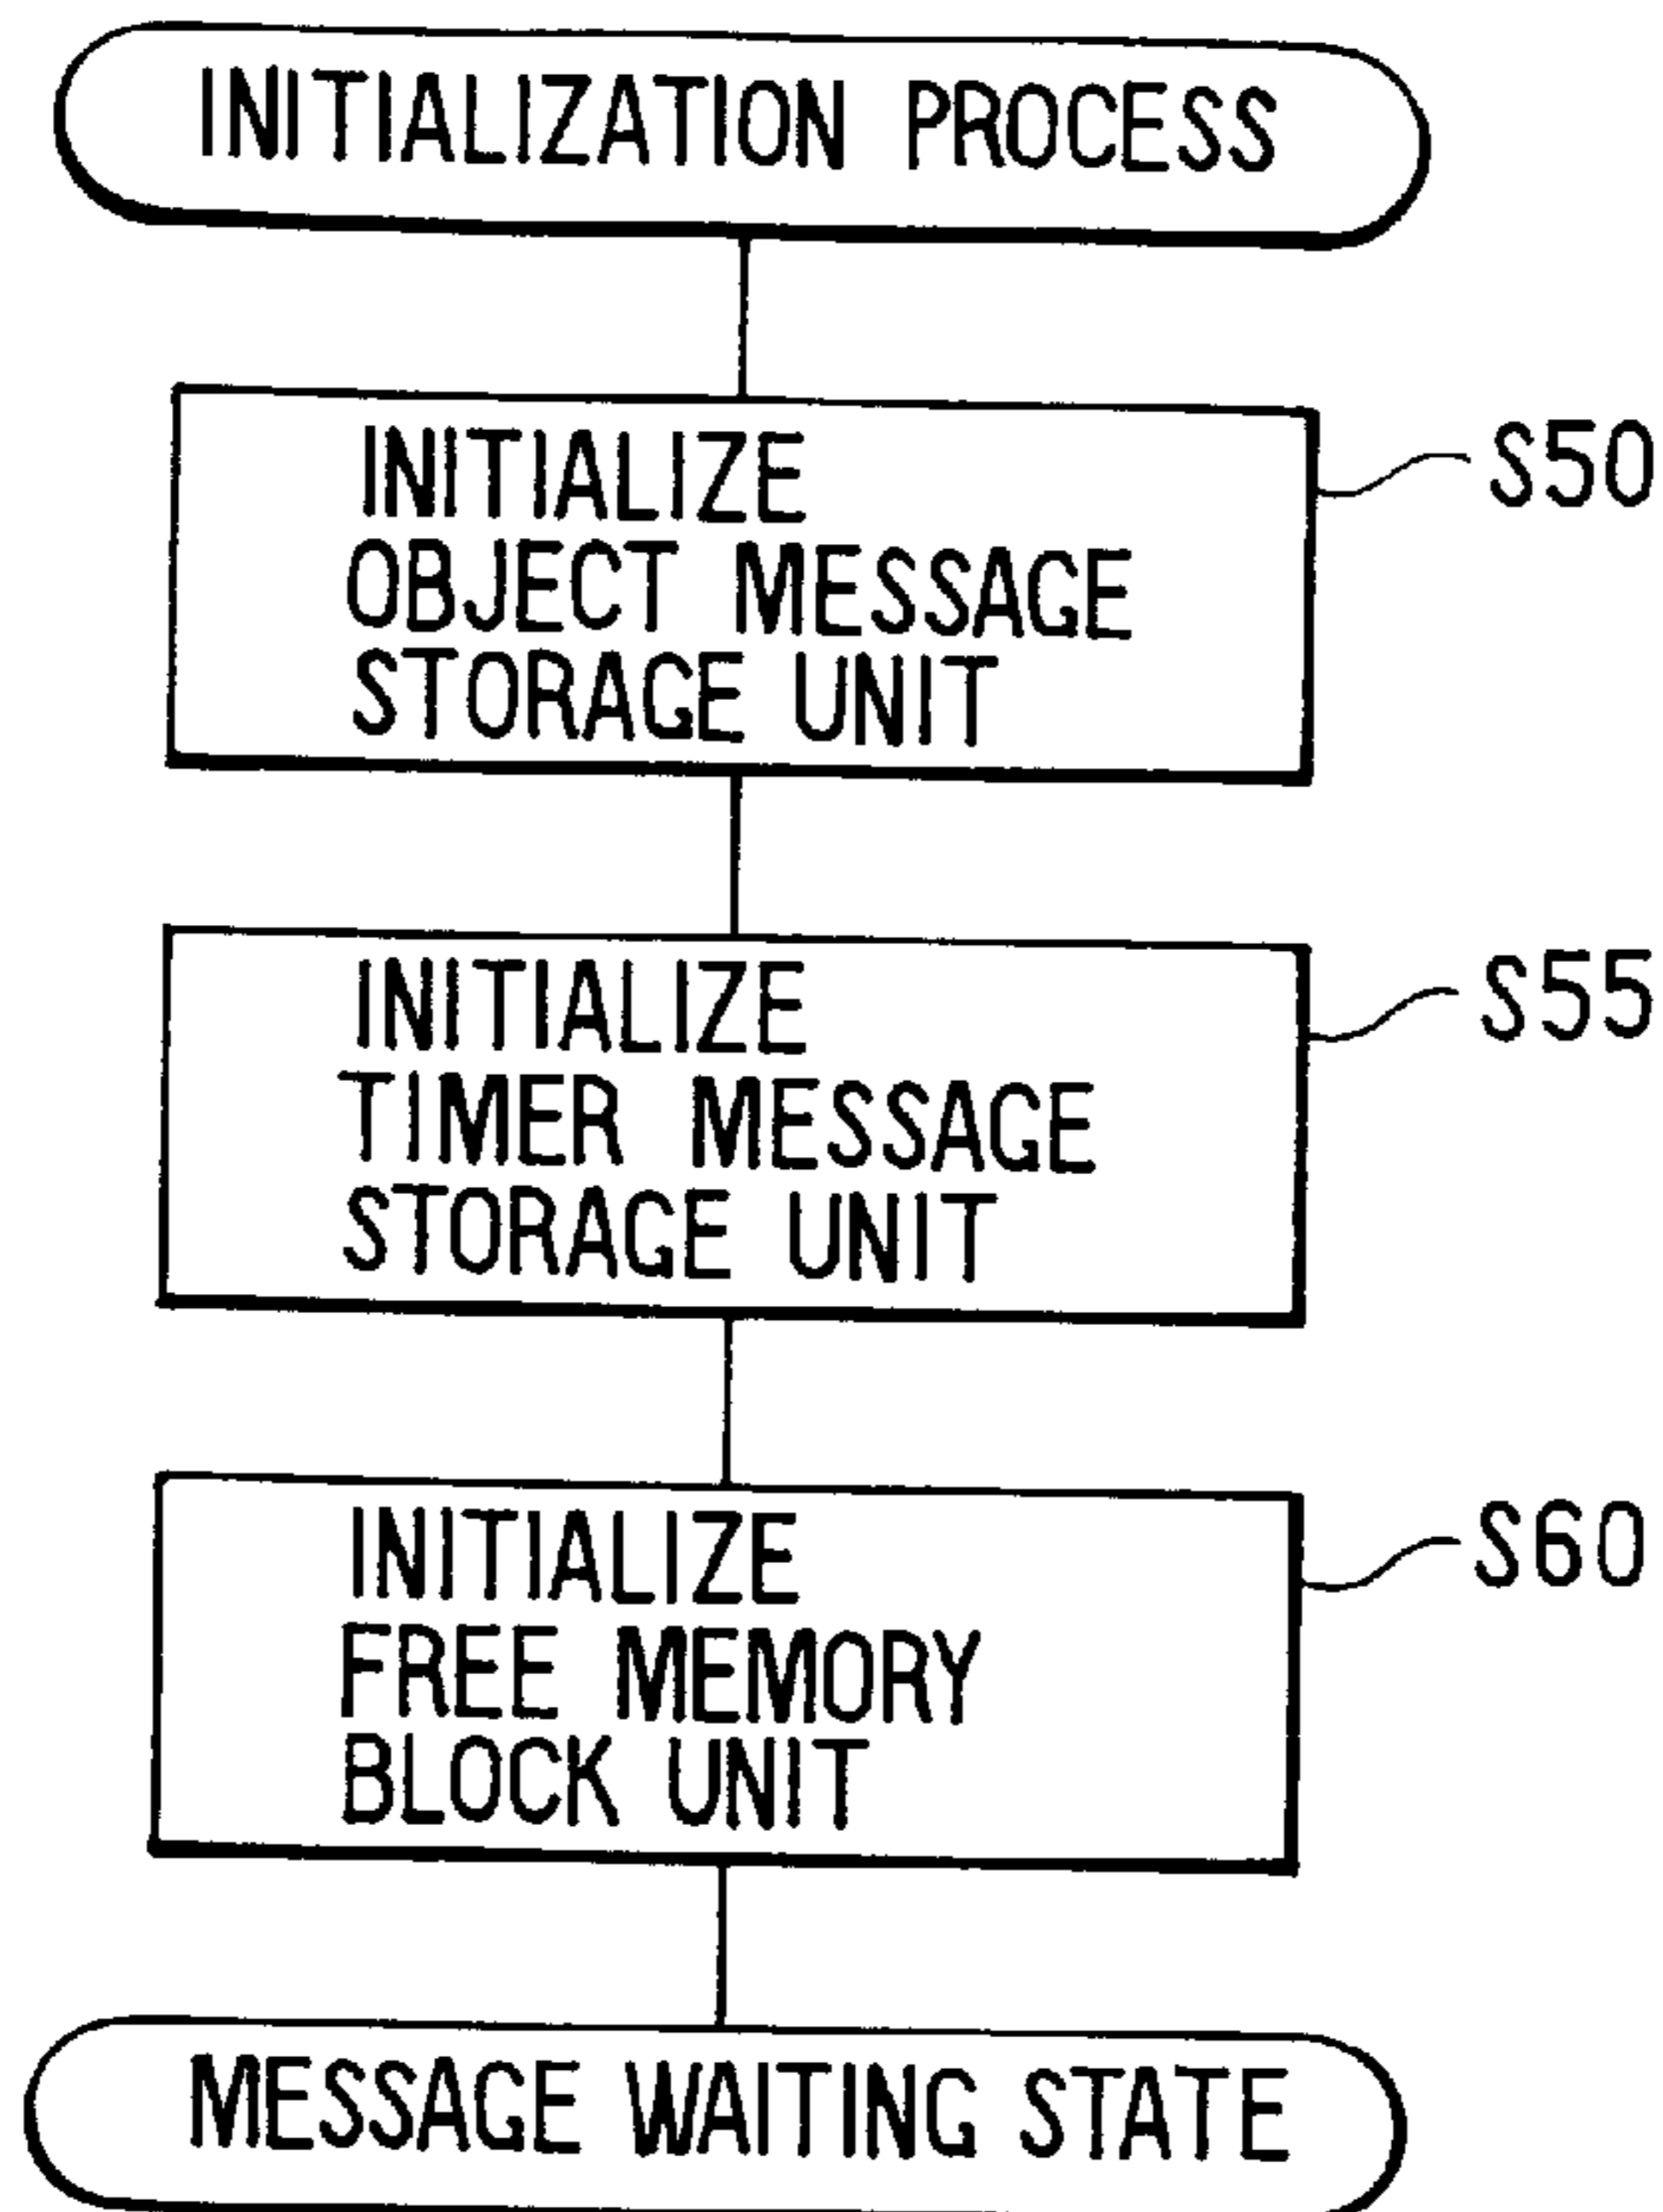 INITIALIZATION PROCESS
INITIALIZE
OBJECT MESSAGE
STORAGE UNIT
S50
INITIALIZE
TIMER MESSAGE
STORAGE UNIT
S55
INITIALIZE
FREE MEMORY
BLOCK UNIT
S60
MESSAGE WAITING STATE